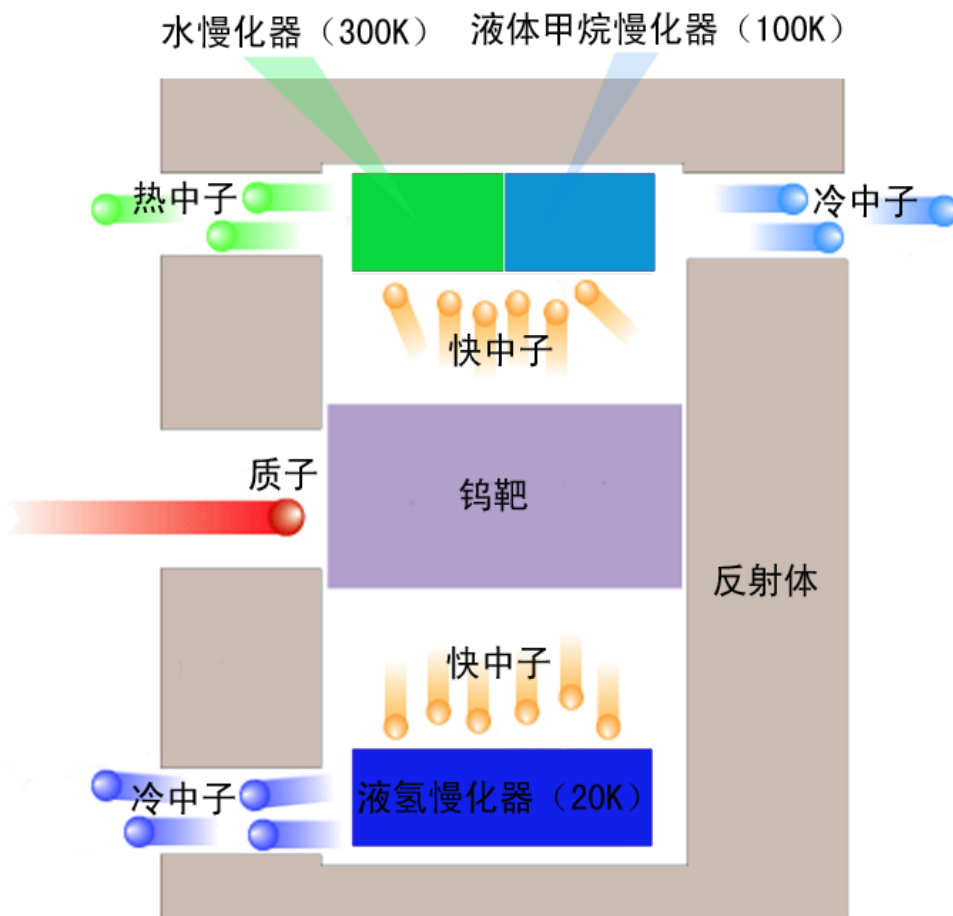 水慢化器（300K）
液体甲烷慢化器（100K）
热中子
冷中子
快中子
质子
钨靶
反射体
快中子
冷中子
液氢慢化器（20K）